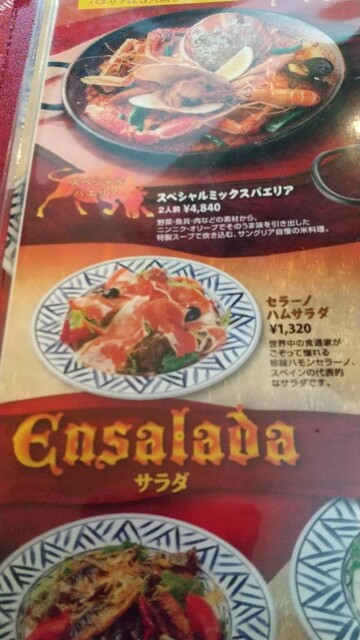 スペシャルミックスパエリア
2人前 ¥4,840
野菜・魚貝・肉などの素材から、
ニンニク・オリーブでそのうま味を引き出した
特製スープで炊き込む、サングリア自慢の米料理。
セラーノ
ハムサラダ
¥1,320
世界中の食通家が
こぞって憧れる
珍味ハモンセラーノ、
スペインの代表的
なサラダです。
Ensalada
サラダ